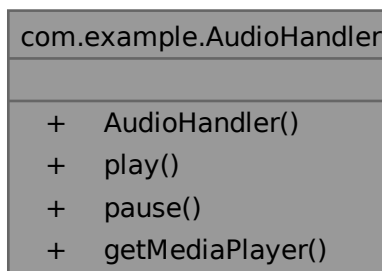 com.example.AudioHandler
+ AudioHandler()
+ play()
+ pause()
+ getMediaPlayer()